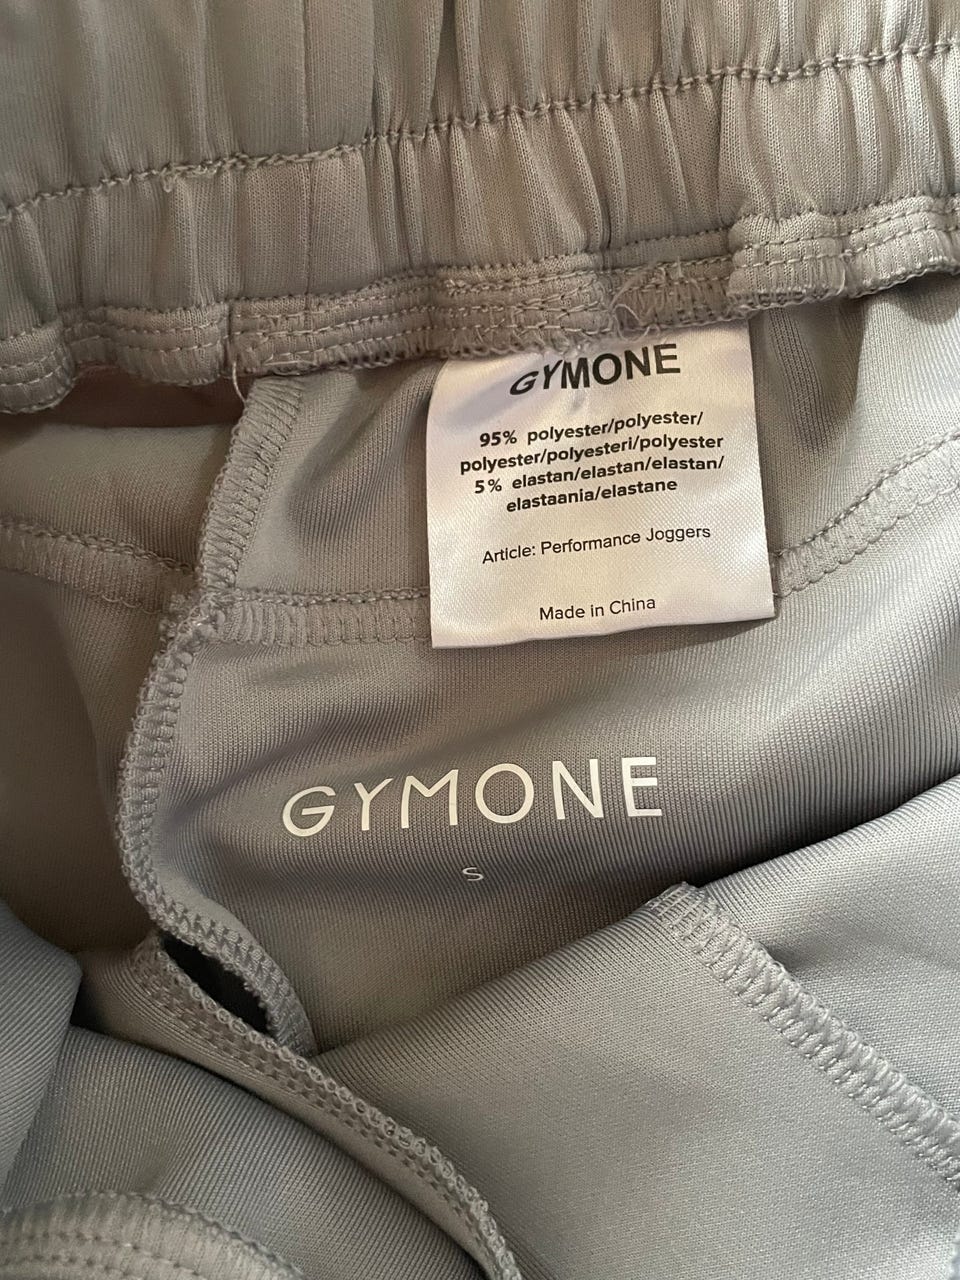 GYMONE
95% polyester/polyester/
polyester/polyesteri/polyester
5% elastan/elastan/elastan/
elastaania/elastane
Article: Performance Joggers
Made in China
GYMONE
S